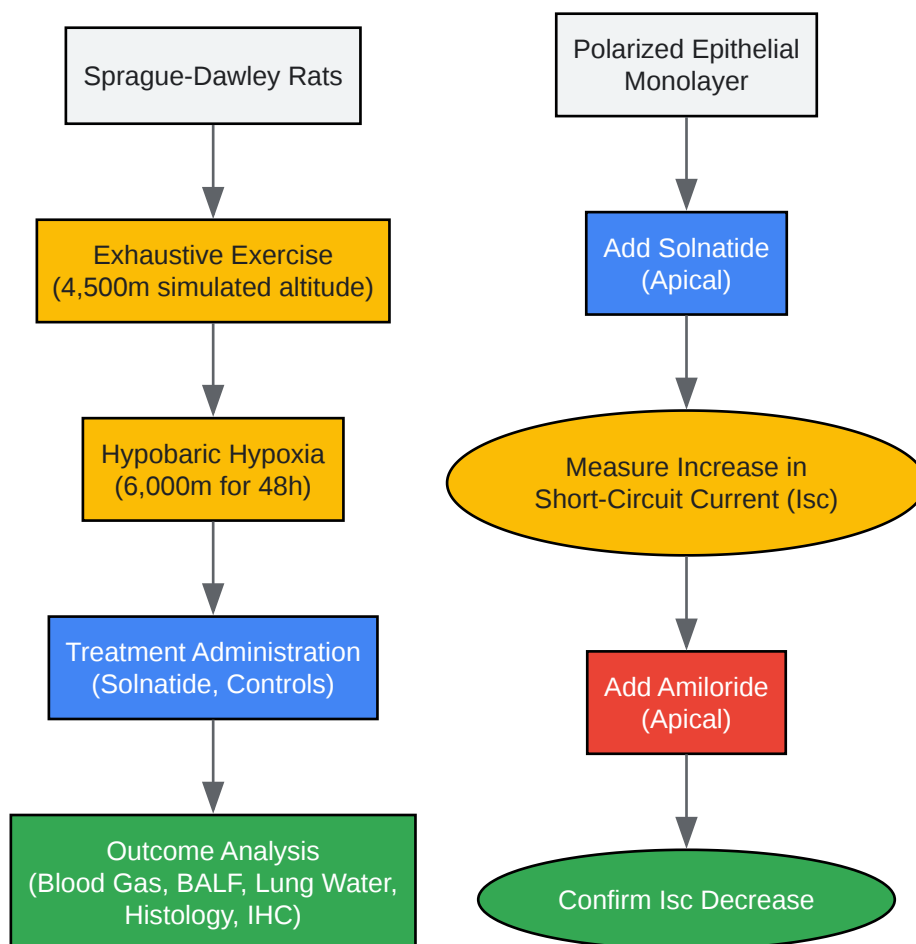 Sprague-Dawley Rats
Exhaustive Exercise
(4,500m simulated altitude)
Hypobaric Hypoxia
(6,000m for 48h)
Treatment Administration
(Solnatide, Controls)
Outcome Analysis
(Blood Gas, BALF, Lung Water,
Histology, IHC)
Polarized Epithelial
Monolayer
Add Solnatide
(Apical)
Measure Increase in
Short-Circuit Current (Isc)
Add Amiloride
(Apical)
Confirm Isc Decrease